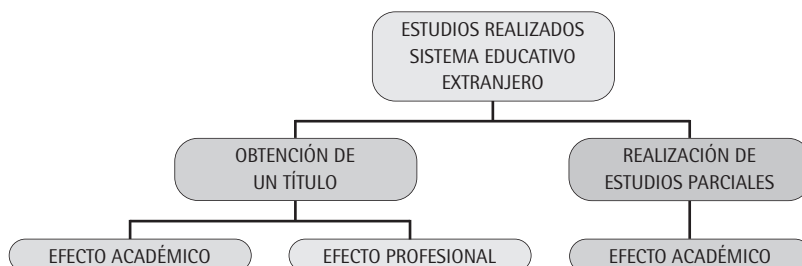 ESTUDIOS REALIZADOS
SISTEMA EDUCATIVO
EXTRANJERO
OBTENCIÓN DE
UN TÍTULO
REALIZACIÓN DE
ESTUDIOS PARCIALES
EFECTO ACADÉMICO
EFECTO PROFESIONAL
EFECTO ACADÉMICO